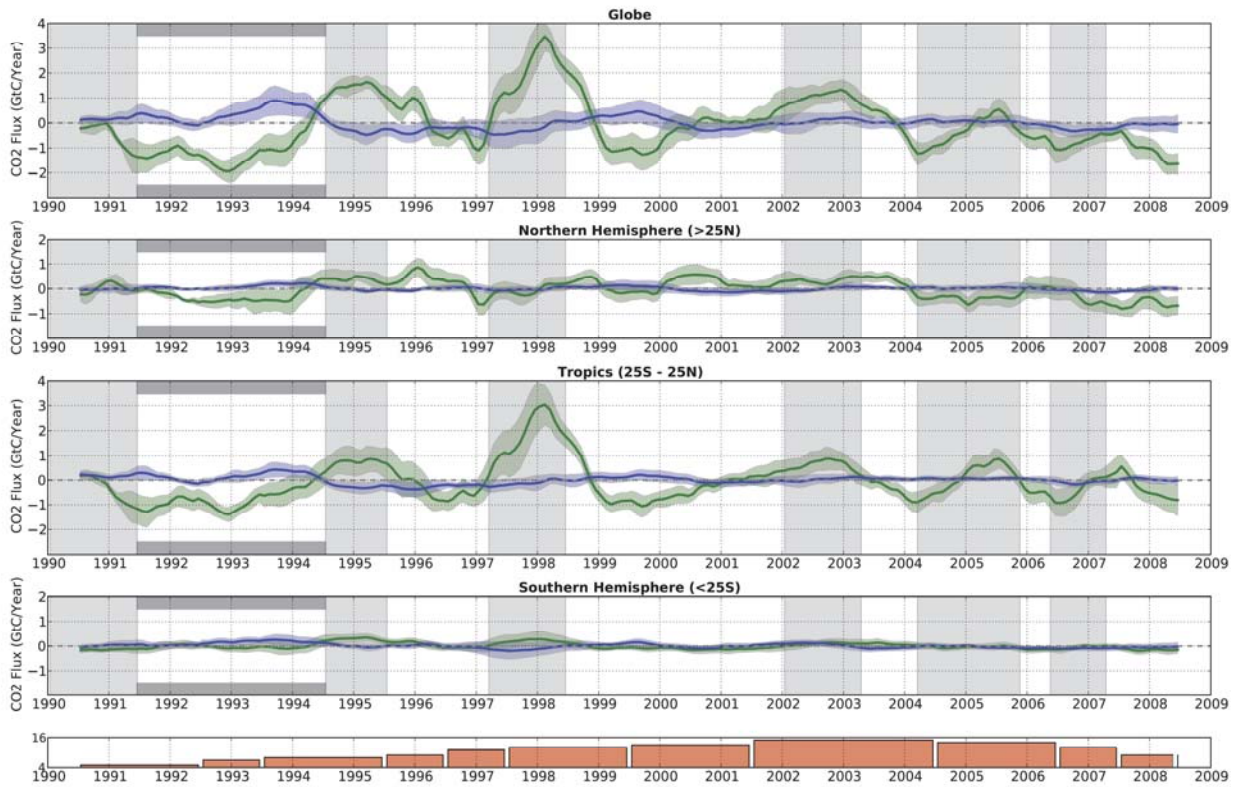 Globe
CO2 Flux (GtC/Year)
4
3
2
1
0
−1
−2
1990 1991 1992 1993 1994 1995 1996 1997 1998 1999 2000 2001 2002 2003 2004 2005 2006 2007 2008 2009
Northern Hemisphere (>25N)
CO2 Flux (GtC/Year)
2
1
0
−1
1990 1991 1992 1993 1994 1995 1996 1997 1998 1999 2000 2001 2002 2003 2004 2005 2006 2007 2008 2009
Tropics (25S - 25N)
CO2 Flux (GtC/Year)
4
3
2
1
0
−1
−2
1990 1991 1992 1993 1994 1995 1996 1997 1998 1999 2000 2001 2002 2003 2004 2005 2006 2007 2008 2009
Southern Hemisphere (<25S)
CO2 Flux (GtC/Year)
2
1
0
−1
1990 1991 1992 1993 1994 1995 1996 1997 1998 1999 2000 2001 2002 2003 2004 2005 2006 2007 2008 2009
16
4
1990 1991 1992 1993 1994 1995 1996 1997 1998 1999 2000 2001 2002 2003 2004 2005 2006 2007 2008 2009